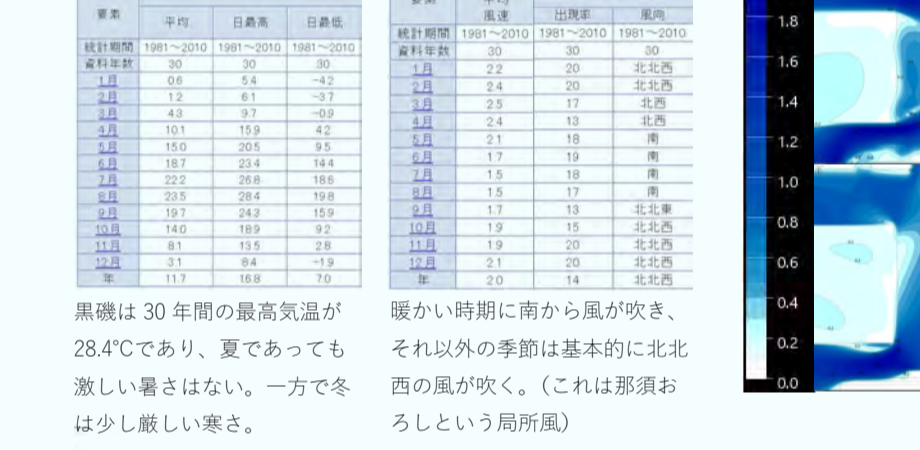 要素 平均 日最高 日最低
統計期間 1981～2010 1981～2010 1981～2010
資料年数 30 30 30
1月 0.6 5.4 -4.2
2月 1.2 6.1 -3.7
3月 4.3 9.7 -0.9
4月 10.1 15.9 4.2
5月 15.0 20.5 9.5
6月 18.7 23.4 14.4
7月 22.2 26.8 18.6
8月 23.5 28.4 19.8
9月 19.7 24.3 15.9
10月 14.0 18.9 9.2
11月 8.1 13.5 2.8
12月 3.1 8.4 -1.9
年 11.7 16.8 7.0
黒磯は 30 年間の最高気温が
28.4℃であり、夏であっても
激しい暑さはない。一方で冬
は少し厳しい寒さ。
要素 平均
風速 出現率 風向
統計期間 1981～2010 1981～2010 1981～2010
資料年数 30 30 30
1月 2.2 20 北北西
2月 2.4 20 北北西
3月 2.5 17 北西
4月 2.4 13 北西
5月 2.1 18 南
6月 1.7 19 南
7月 1.5 18 南
8月 1.5 17 南
9月 1.7 13 北北東
10月 1.9 15 北北西
11月 1.9 20 北北西
12月 2.1 20 北北西
年 2.0 14 北北西
暖かい時期に南から風が吹き、
それ以外の季節は基本的に北北
西の風が吹く。（これは那須お
ろしという局所風）
1.8
1.6
1.4
1.2
1.0
0.8
0.6
0.4
0.2
0.0